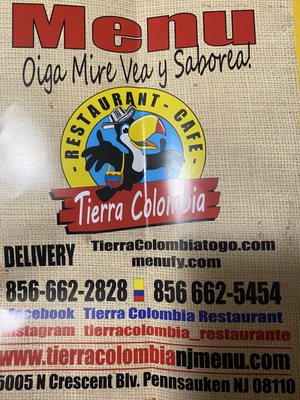 Menu
Oiga Mire Vea y Saborea!
RESTAURANT - CAFE
Tierra Colombia
DELIVERY
TierraColombiatogo.com
menufy.com
856-662-2828 856 662-5454
Facebook Tierra Colombia Restaurant
Instagram tierracolombia_restaurante
www.tierracolombianjmenu.com
5005 N Crescent Blvd. Pennsauken NJ 08110